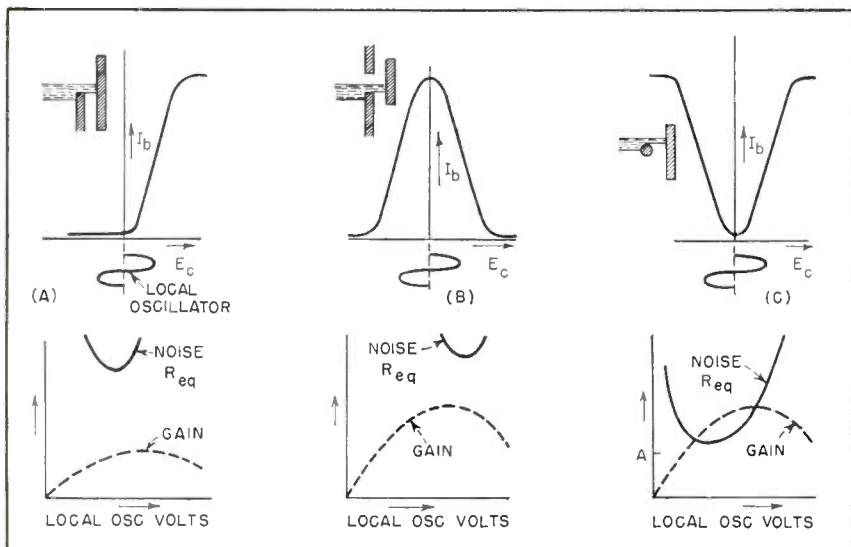 I_b
E_c
(A)
LOCAL
OSCILLATOR
I_b
E_c
(B)
I_b
E_c
(C)
NOISE
R_eq
GAIN
LOCAL OSC VOLTS
NOISE
R_eq
GAIN
LOCAL OSC VOLTS
NOISE
R_eq
GAIN
A
LOCAL OSC VOLTS